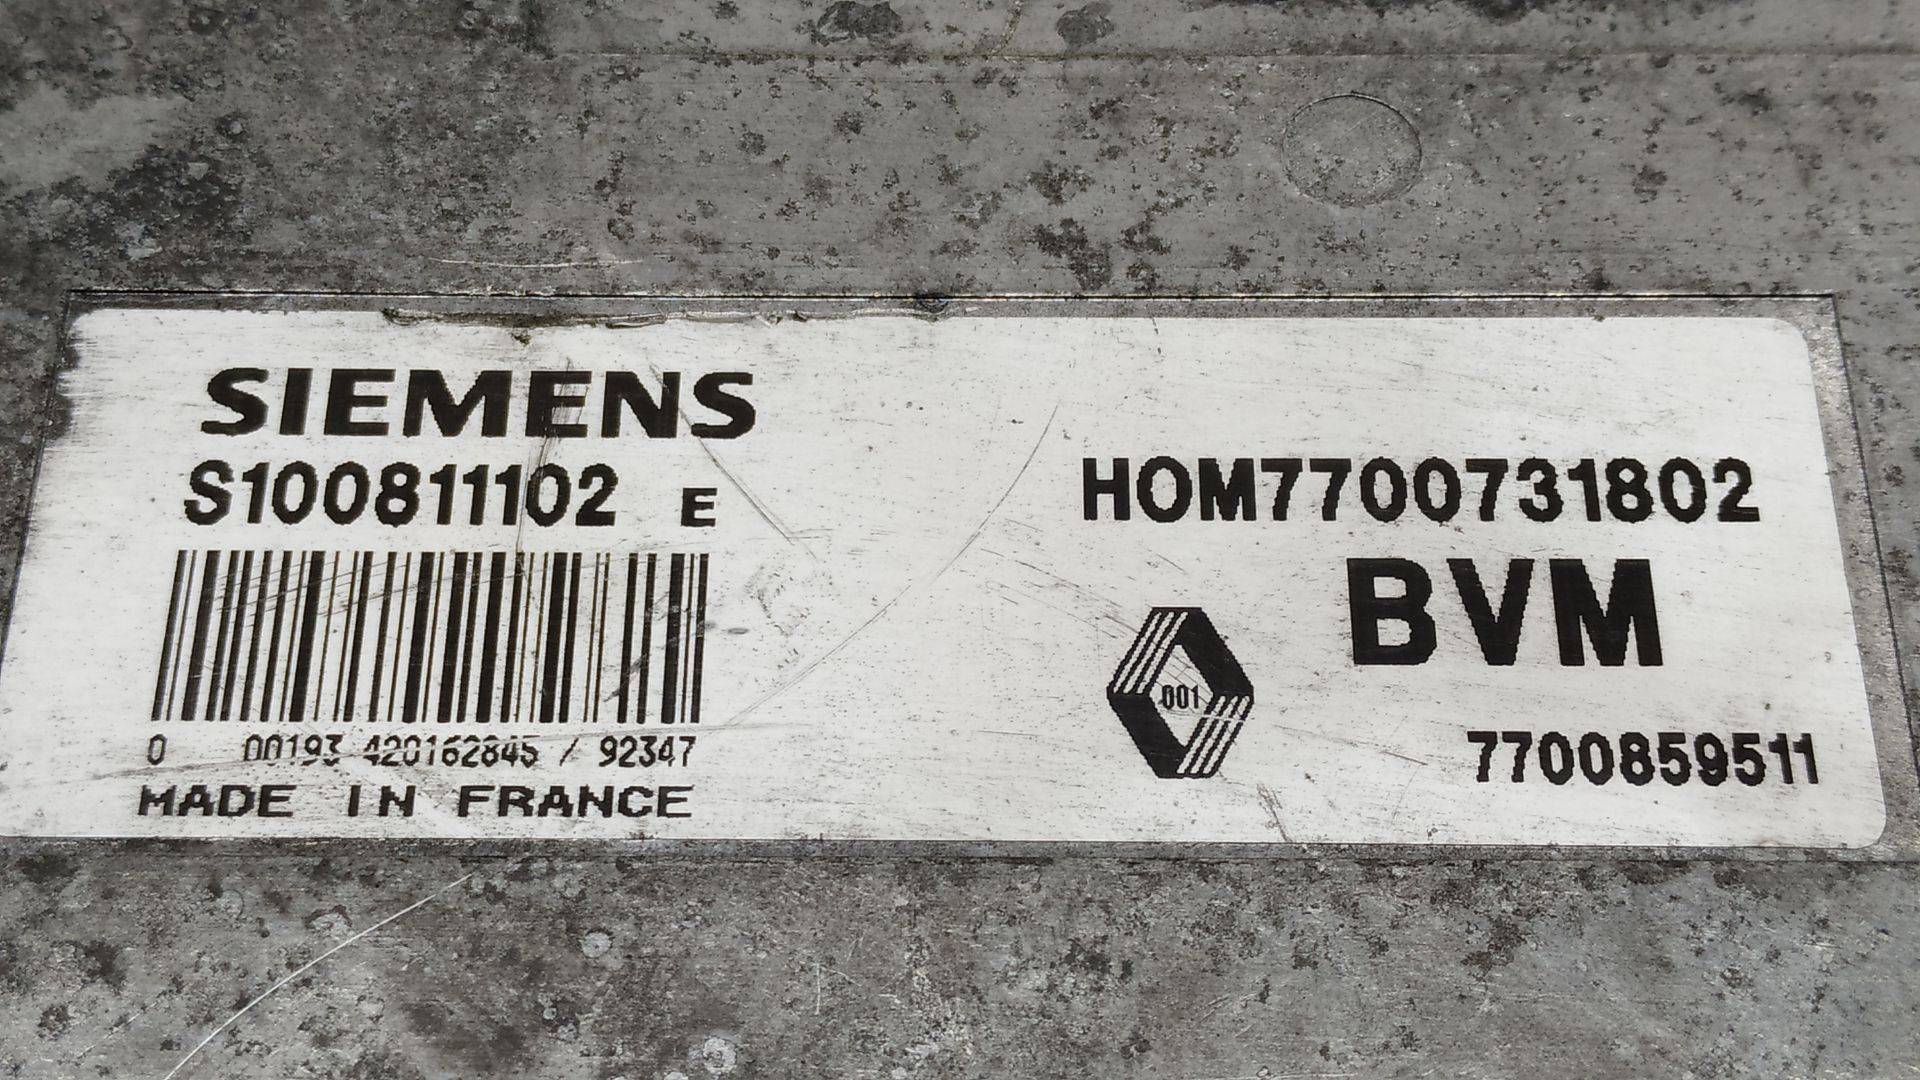 SIEMENS
S100811102 E
0 00193 420162845 / 92347
MADE IN FRANCE
HOM7700731802
BVM
001
7700859511